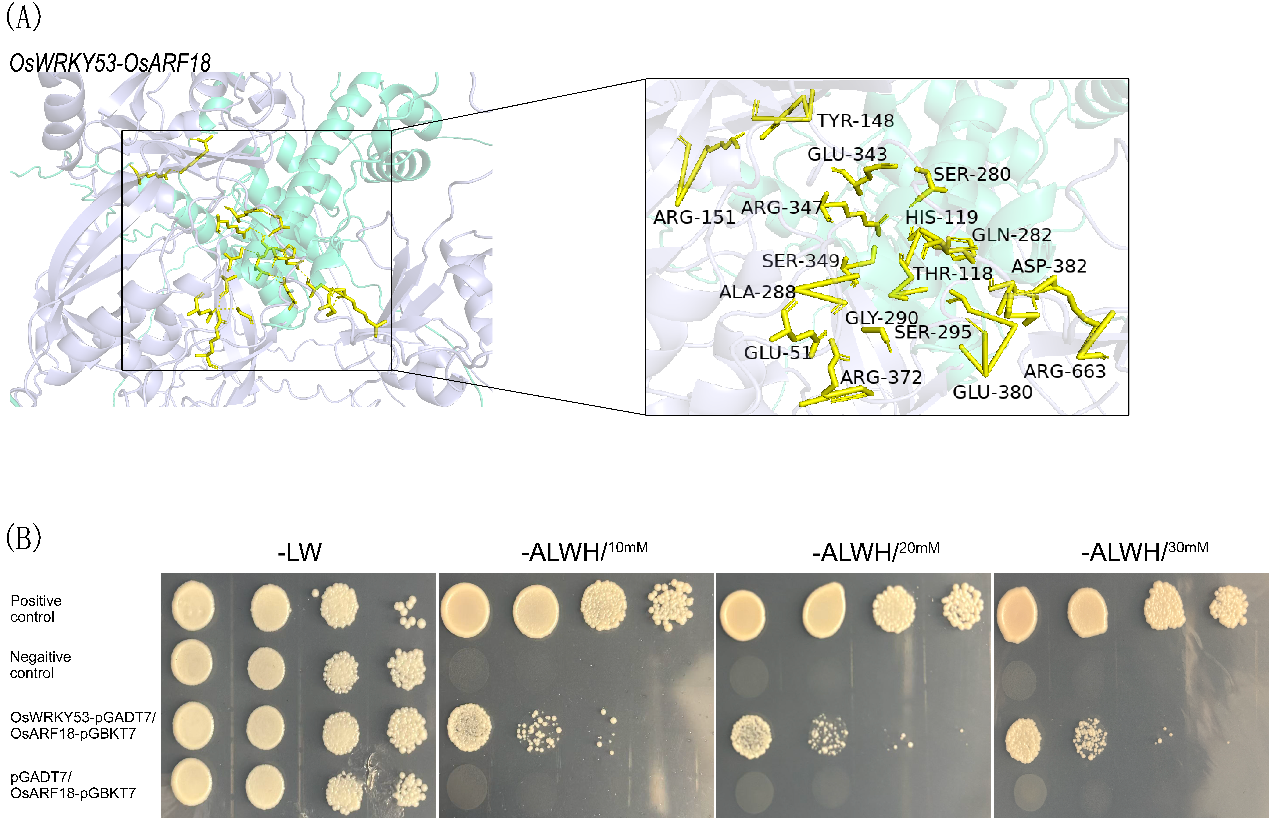 (A)
OsWRKY53-OsARF18
TYR-148
GLU-343
SER-280
ARG-151
ARG-347
HIS-119
GLN-282
SER-349
THR-118
ASP-382
ALA-288
GLY-290
SER-295
GLU-51
ARG-372
ARG-663
GLU-380
(B)
-LW
-ALWH/10mM
-ALWH/20mM
-ALWH/30mM
Positive
control
Negaitive
control
OsWRKY53-pGADT7/
OsARF18-pGBKT7
pGADT7/
OsARF18-pGBKT7